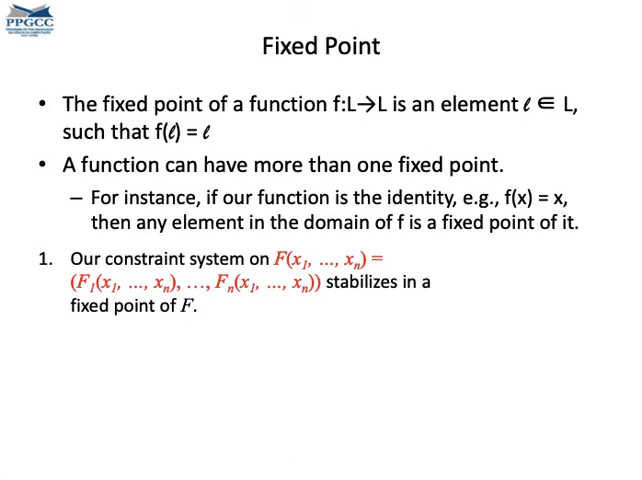 PPGCC
Fixed Point
• The fixed point of a function f:L→L is an element ℓ ∈ L,
such that f(ℓ) = ℓ
• A function can have more than one fixed point.
– For instance, if our function is the identity, e.g., f(x) = x,
then any element in the domain of f is a fixed point of it.
1. Our constraint system on F(x₁, ..., xₙ) =
(F₁(x₁, ..., xₙ), ..., Fₙ(x₁, ..., xₙ)) stabilizes in a
fixed point of F.